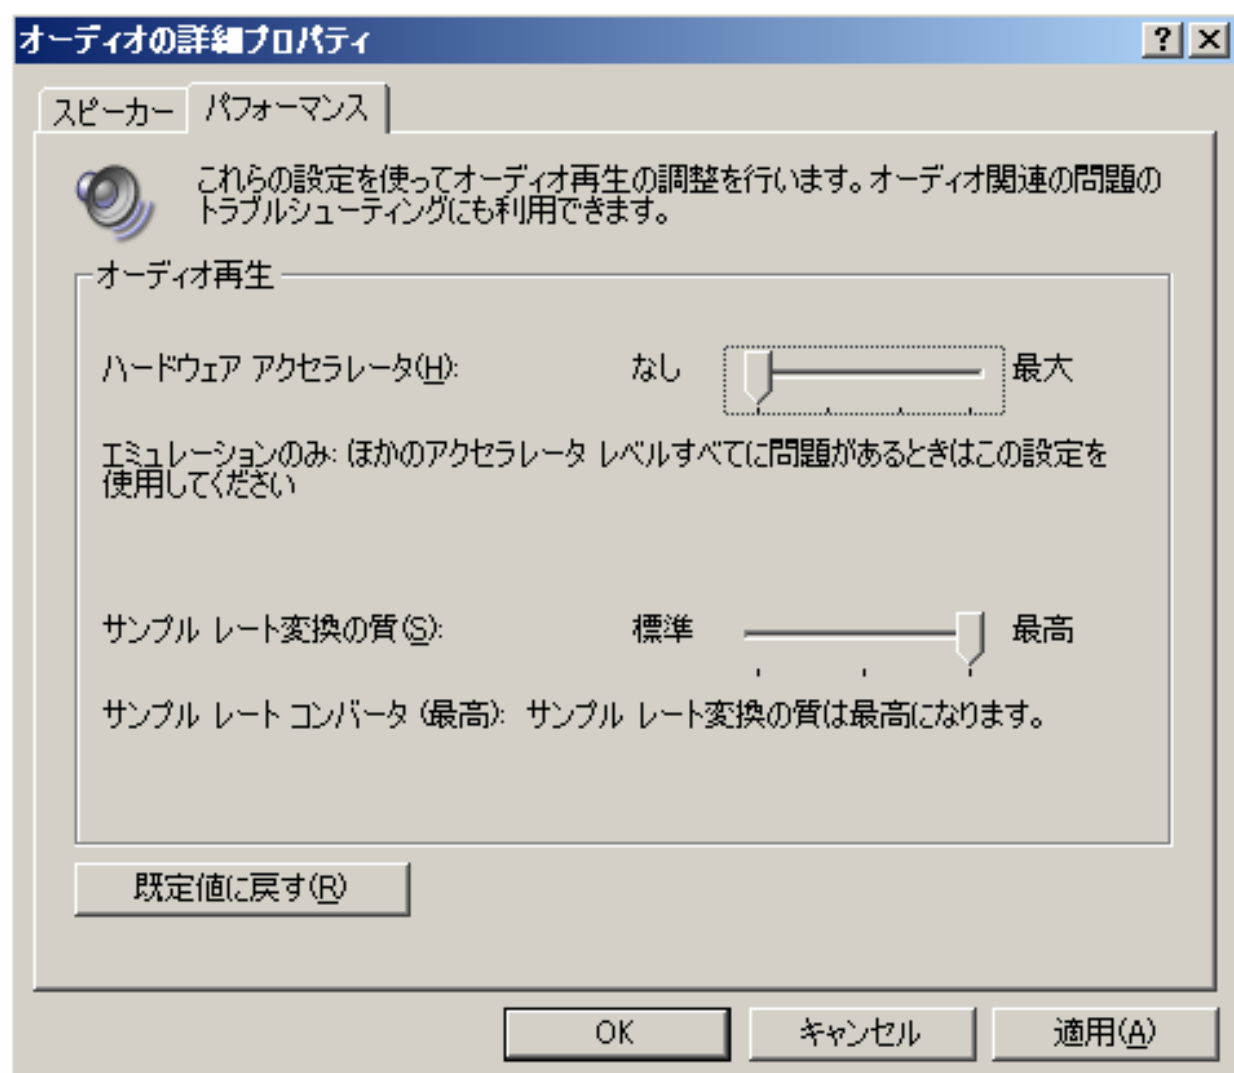 オーディオの詳細プロパティ
スピーカー パフォーマンス
これらの設定を使ってオーディオ再生の調整を行います。オーディオ関連の問題の
トラブルシューティングにも利用できます。
オーディオ再生
ハードウェア アクセラレータ(H): なし 最大
エミュレーションのみ: ほかのアクセラレータ レベルすべてに問題があるときはこの設定を
使用してください
サンプル レート変換の質(S): 標準 最高
サンプル レート コンバータ (最高): サンプル レート変換の質は最高になります。
既定値に戻す(R)
OK キャンセル 適用(A)